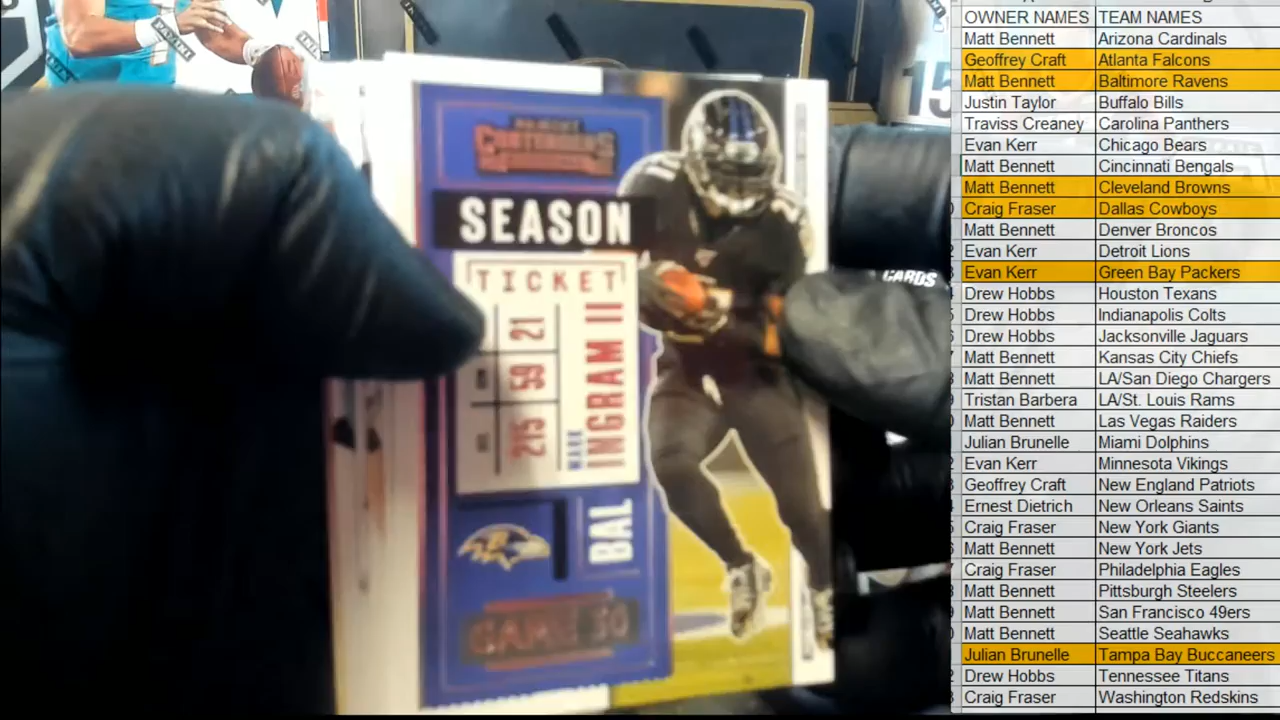 CONTENDERS
SEASON
TICKET
21
59
215
MARK
INGRAM II
BAL
GAME 30
CARDS
15
PANINI
OWNER NAMES TEAM NAMES
Matt Bennett Arizona Cardinals
Geoffrey Craft Atlanta Falcons
Matt Bennett Baltimore Ravens
Justin Taylor Buffalo Bills
Traviss Creaney Carolina Panthers
Evan Kerr Chicago Bears
Matt Bennett Cincinnati Bengals
Matt Bennett Cleveland Browns
Craig Fraser Dallas Cowboys
Matt Bennett Denver Broncos
Evan Kerr Detroit Lions
Evan Kerr Green Bay Packers
Drew Hobbs Houston Texans
Drew Hobbs Indianapolis Colts
Drew Hobbs Jacksonville Jaguars
Matt Bennett Kansas City Chiefs
Matt Bennett LA/San Diego Chargers
Tristan Barbera LA/St. Louis Rams
Matt Bennett Las Vegas Raiders
Julian Brunelle Miami Dolphins
Evan Kerr Minnesota Vikings
Geoffrey Craft New England Patriots
Ernest Dietrich New Orleans Saints
Craig Fraser New York Giants
Matt Bennett New York Jets
Craig Fraser Philadelphia Eagles
Matt Bennett Pittsburgh Steelers
Matt Bennett San Francisco 49ers
Matt Bennett Seattle Seahawks
Julian Brunelle Tampa Bay Buccaneers
Drew Hobbs Tennessee Titans
Craig Fraser Washington Redskins